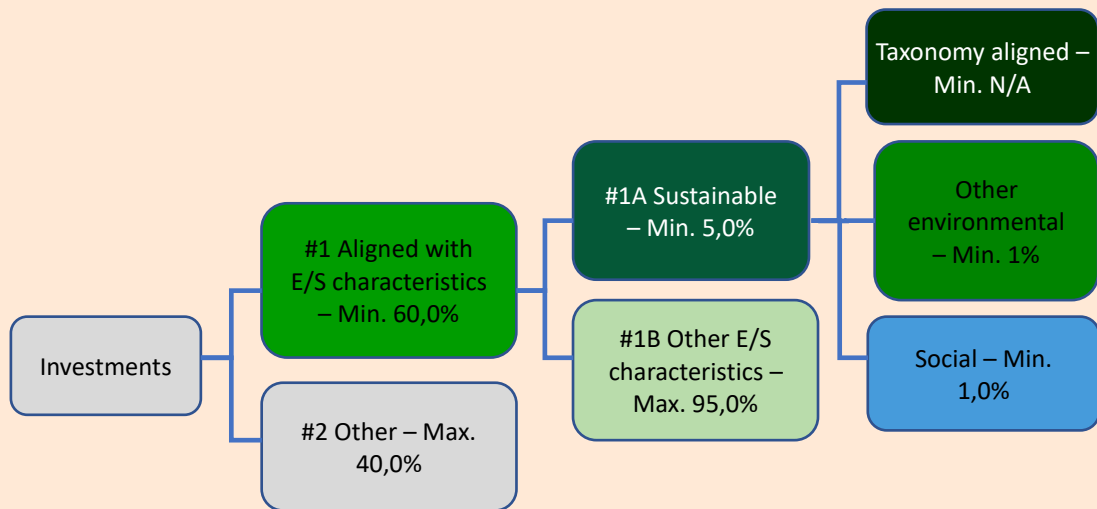 Investments
#1 Aligned with
E/S characteristics
– Min. 60,0%
#2 Other – Max.
40,0%
#1A Sustainable
– Min. 5,0%
#1B Other E/S
characteristics –
Max. 95,0%
Taxonomy aligned –
Min. N/A
Other
environmental
– Min. 1%
Social – Min.
1,0%